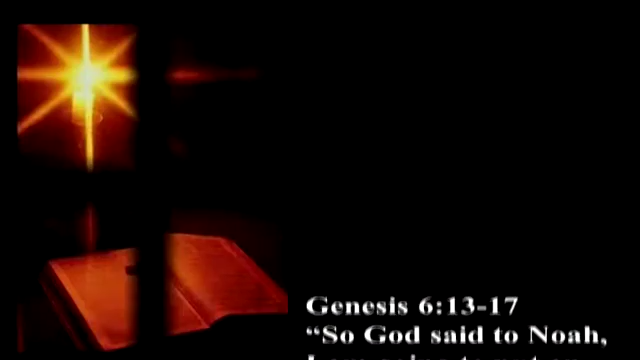 Genesis 6:13-17
“So God said to Noah,